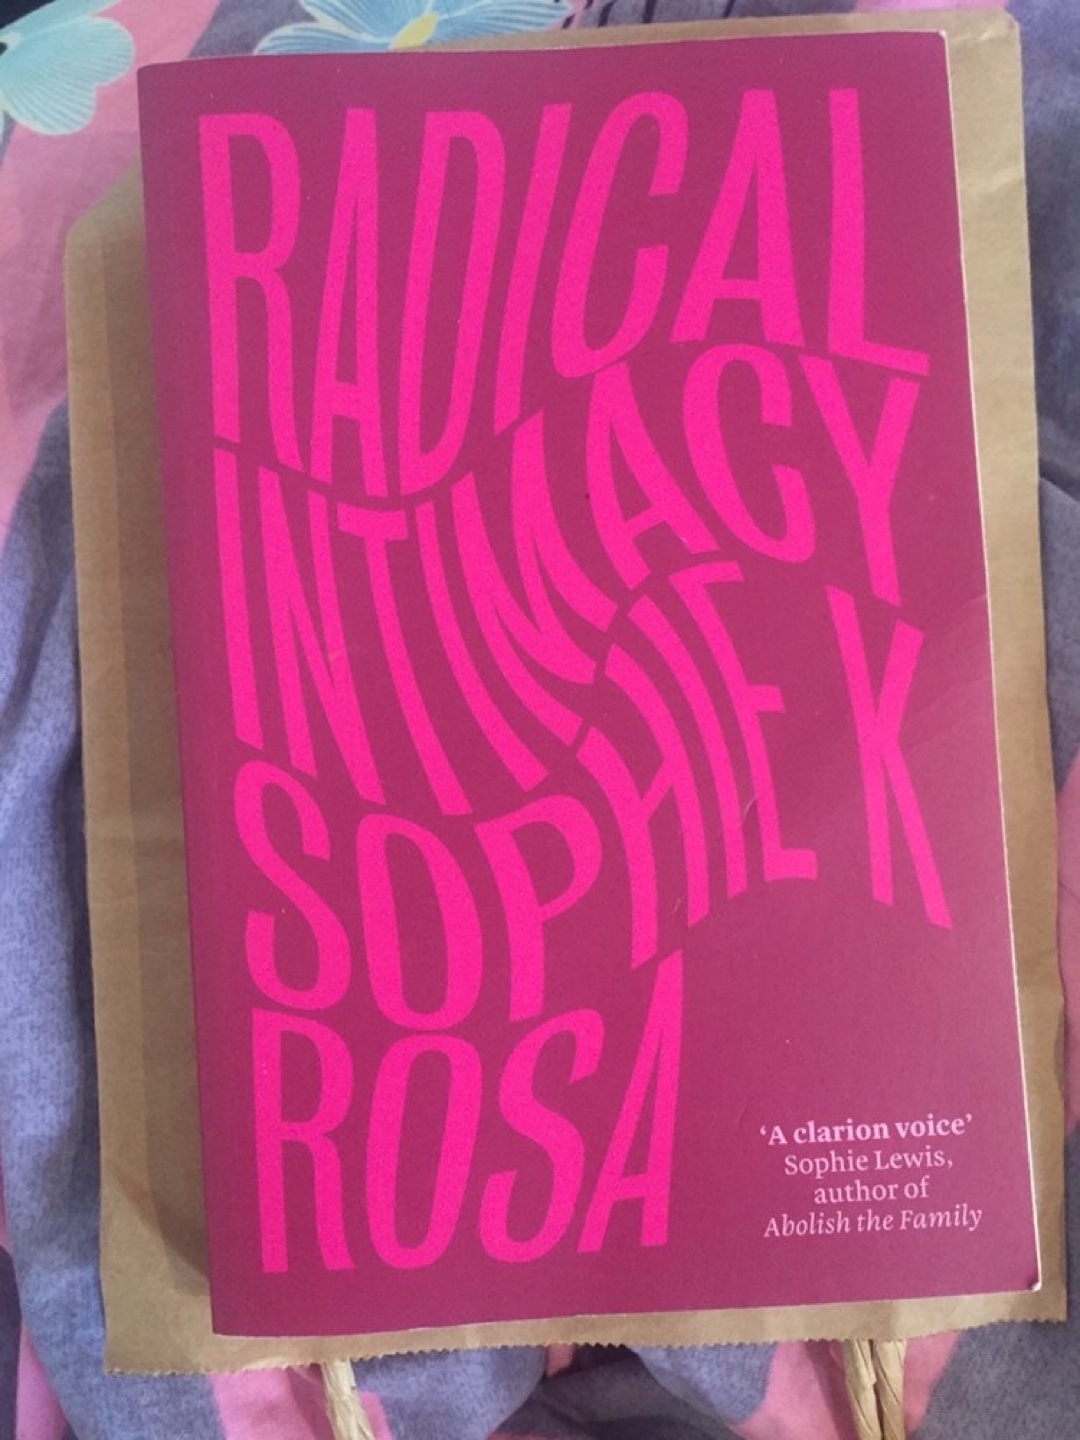 RADICAL
INTIMACY
SOPHIE K
ROSA
‘A clarion voice’
Sophie Lewis,
author of
Abolish the Family